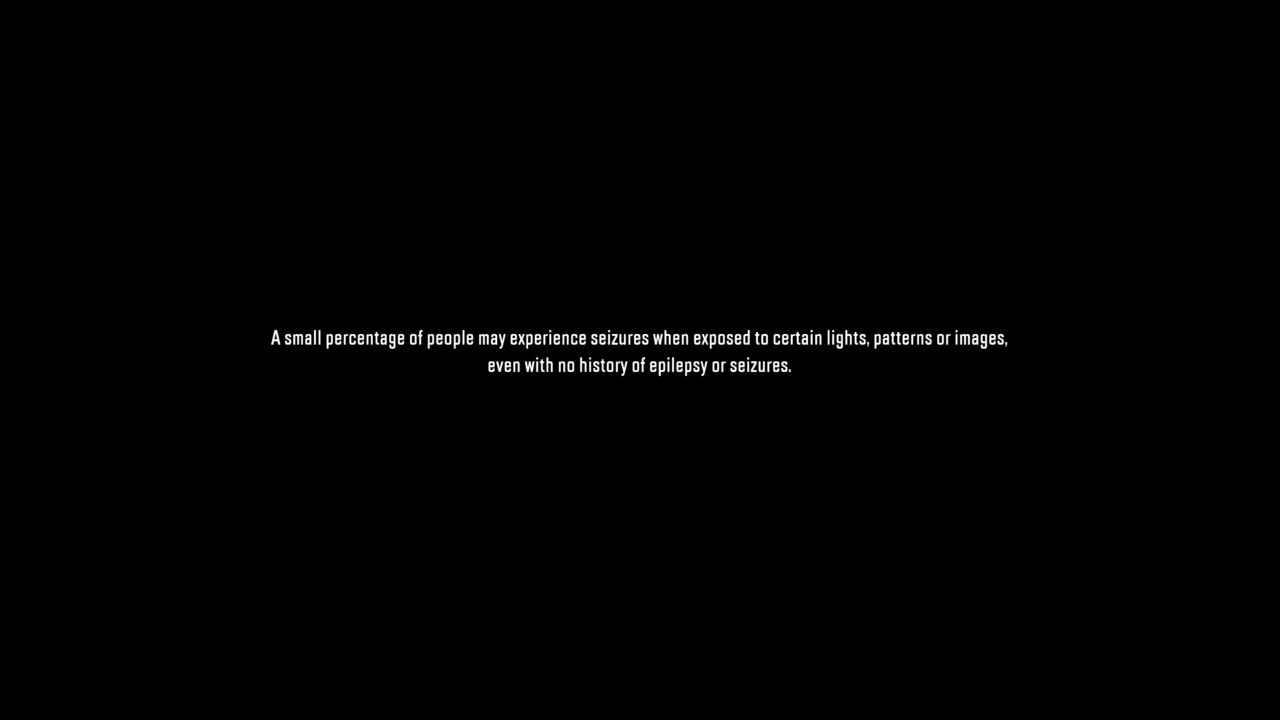 A small percentage of people may experience seizures when exposed to certain lights, patterns or images,
even with no history of epilepsy or seizures.